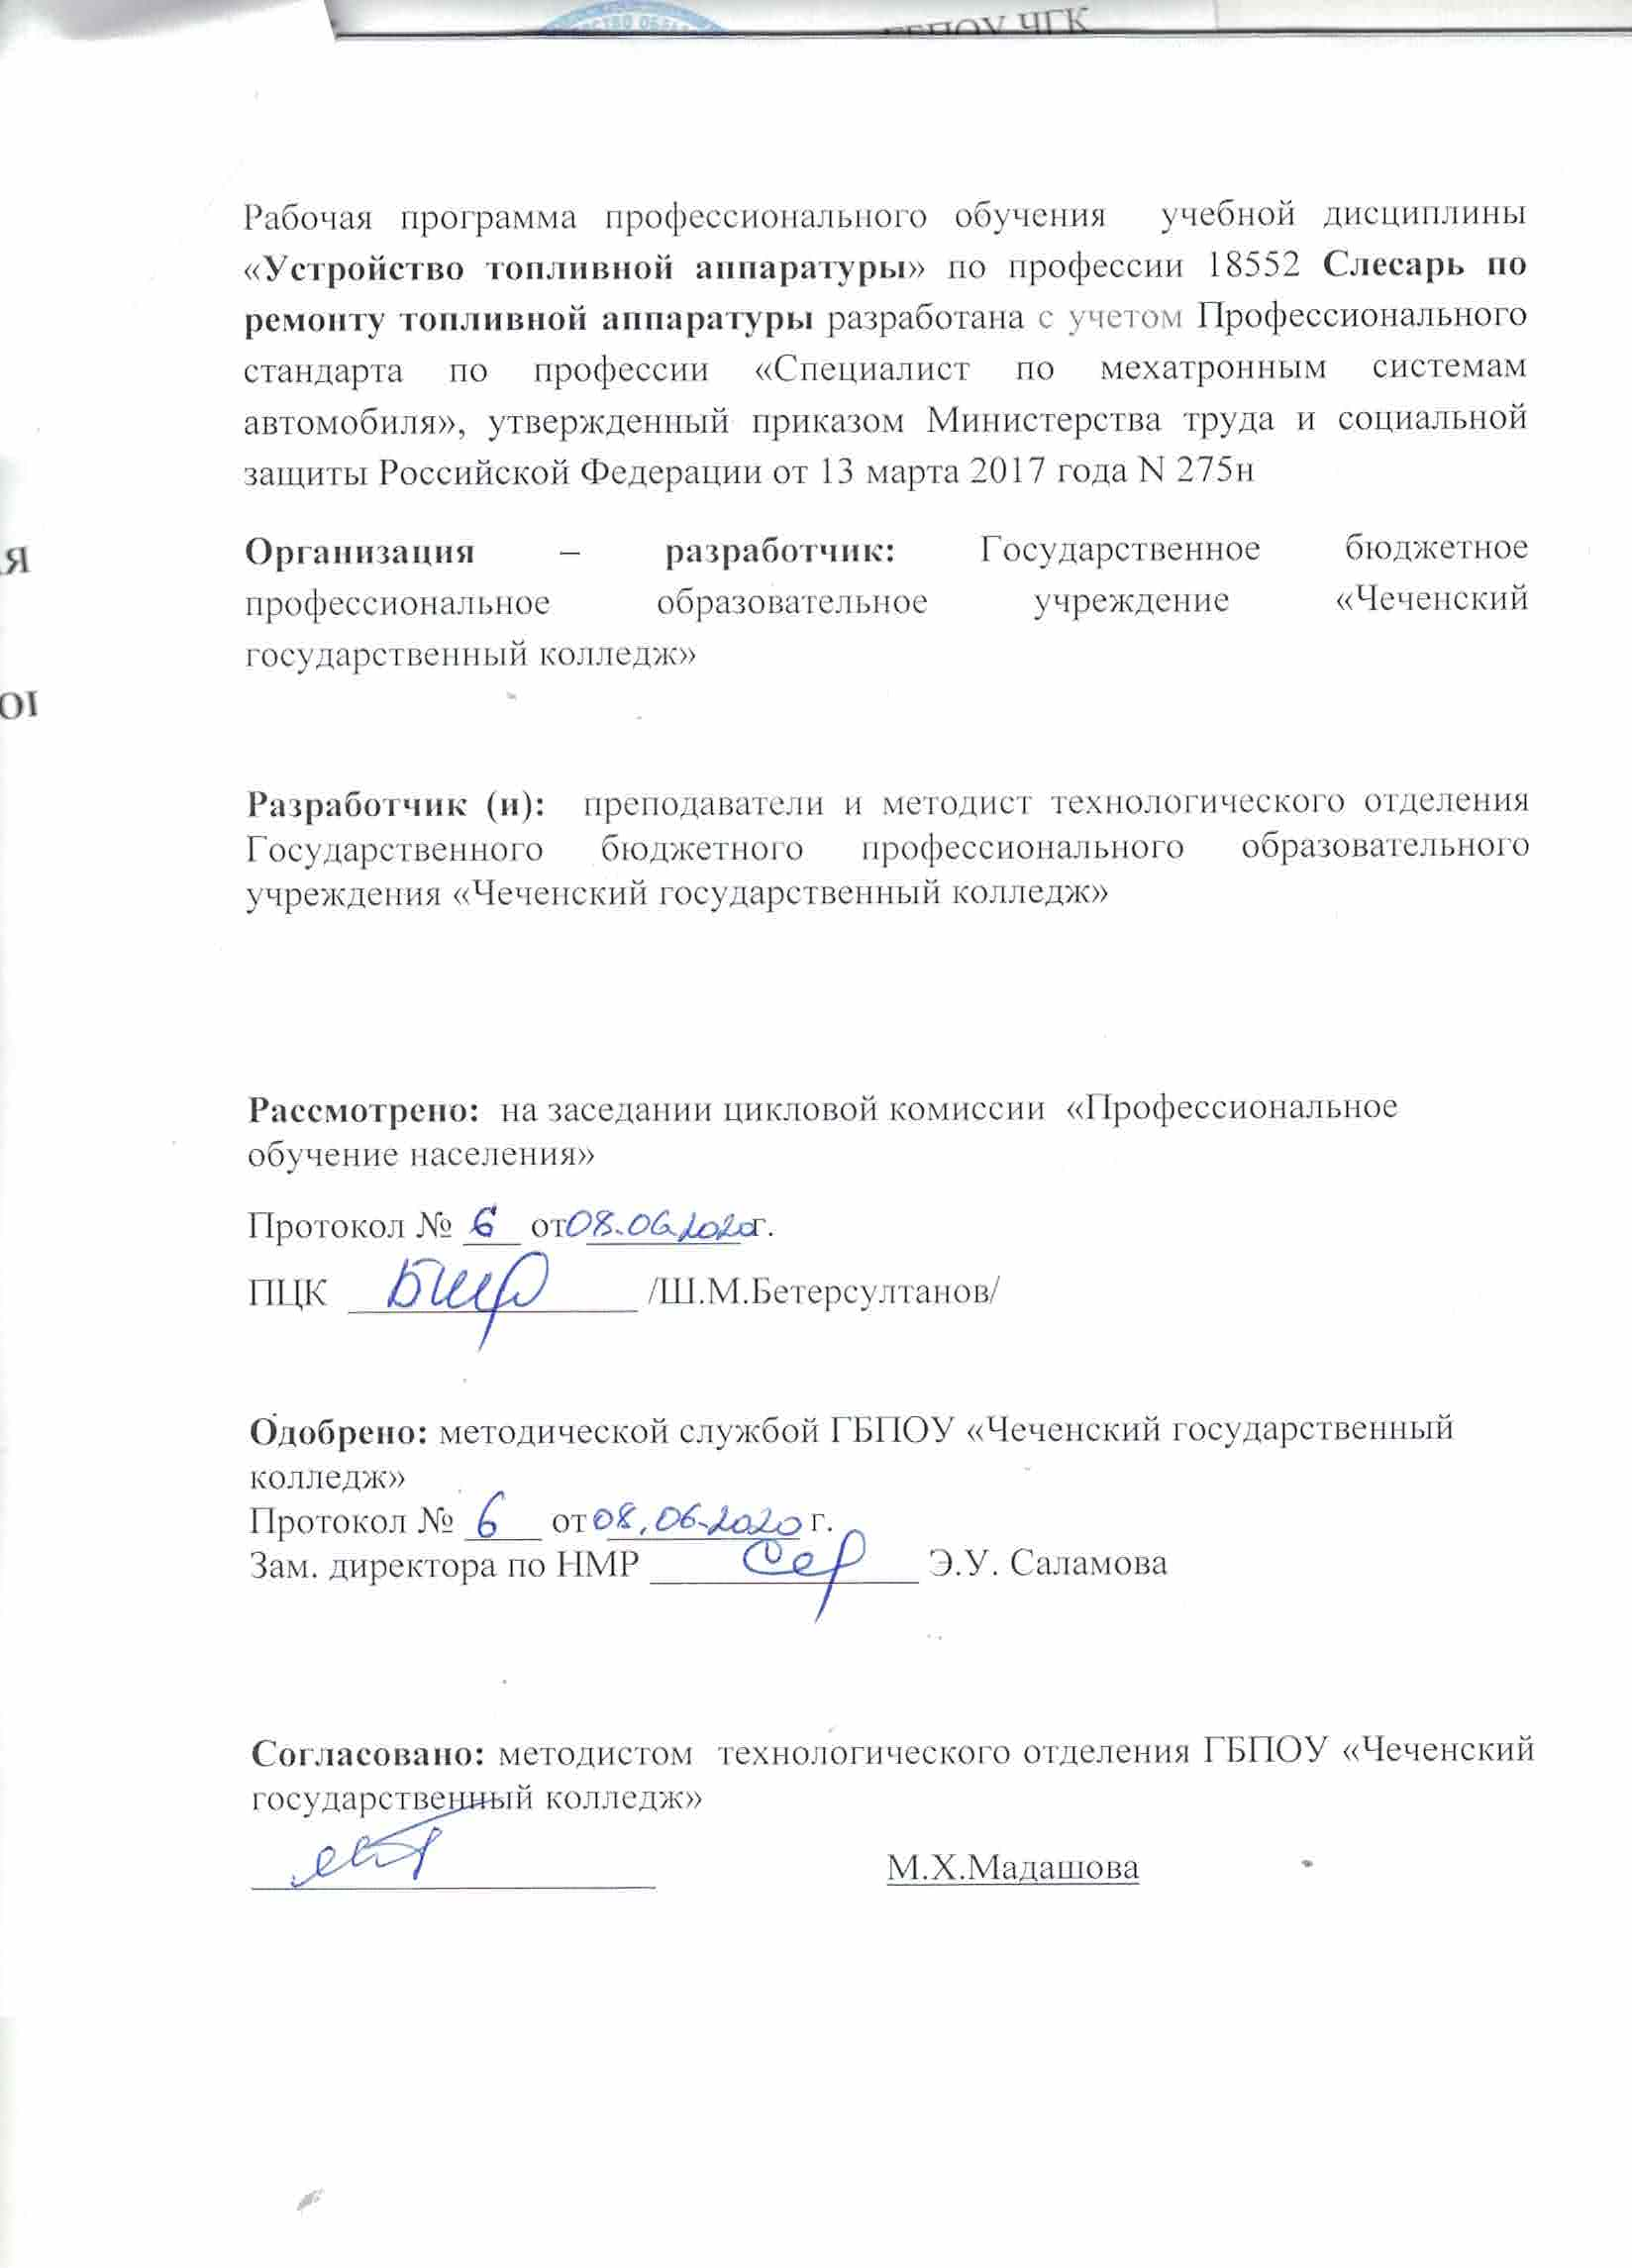 ГБПОУ ЧГК
Рабочая программа профессионального обучения учебной дисциплины
«Устройство топливной аппаратуры» по профессии 18552 Слесарь по
ремонту топливной аппаратуры разработана с учетом Профессионального
стандарта по профессии «Специалист по мехатронным системам
автомобиля», утвержденный приказом Министерства труда и социальной
защиты Российской Федерации от 13 марта 2017 года N 275н
Организация – разработчик: Государственное бюджетное
профессиональное образовательное учреждение «Чеченский
государственный колледж»
Разработчик (и): преподаватели и методист технологического отделения
Государственного бюджетного профессионального образовательного
учреждения «Чеченский государственный колледж»
Рассмотрено: на заседании цикловой комиссии «Профессиональное
обучение населения»
Протокол № 6 от 08.06.2020г.
ПЦК /Ш.М.Бетерсултанов/
Одобрено: методической службой ГБПОУ «Чеченский государственный
колледж»
Протокол № 6 от 08.06.2020 г.
Зам. директора по НМР Э.У. Саламова
Согласовано: методистом технологического отделения ГБПОУ «Чеченский
государственный колледж»
М.Х.Мадашова